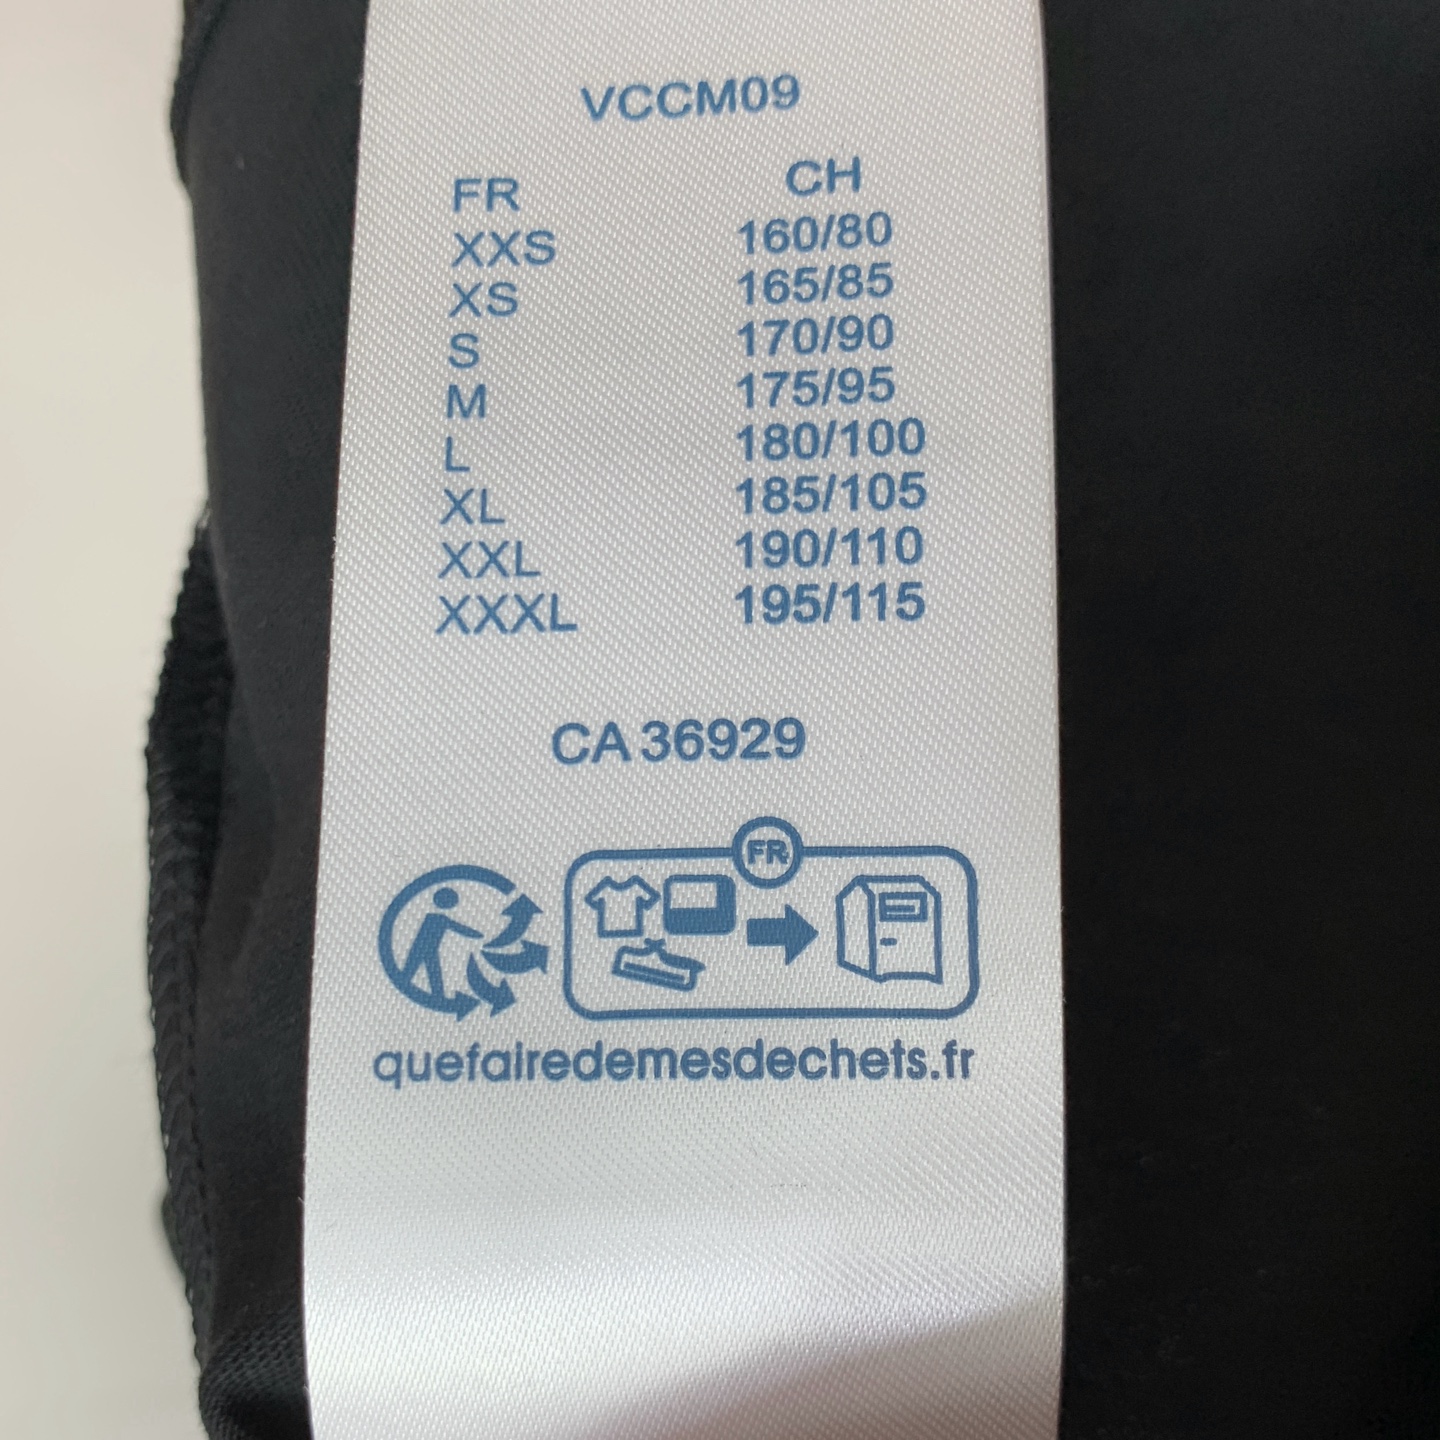 VCCM09
FR CH
XXS 160/80
XS 165/85
S 170/90
M 175/95
L 180/100
XL 185/105
XXL 190/110
XXXL 195/115
CA 36929
FR
quefairedemesdechets.fr